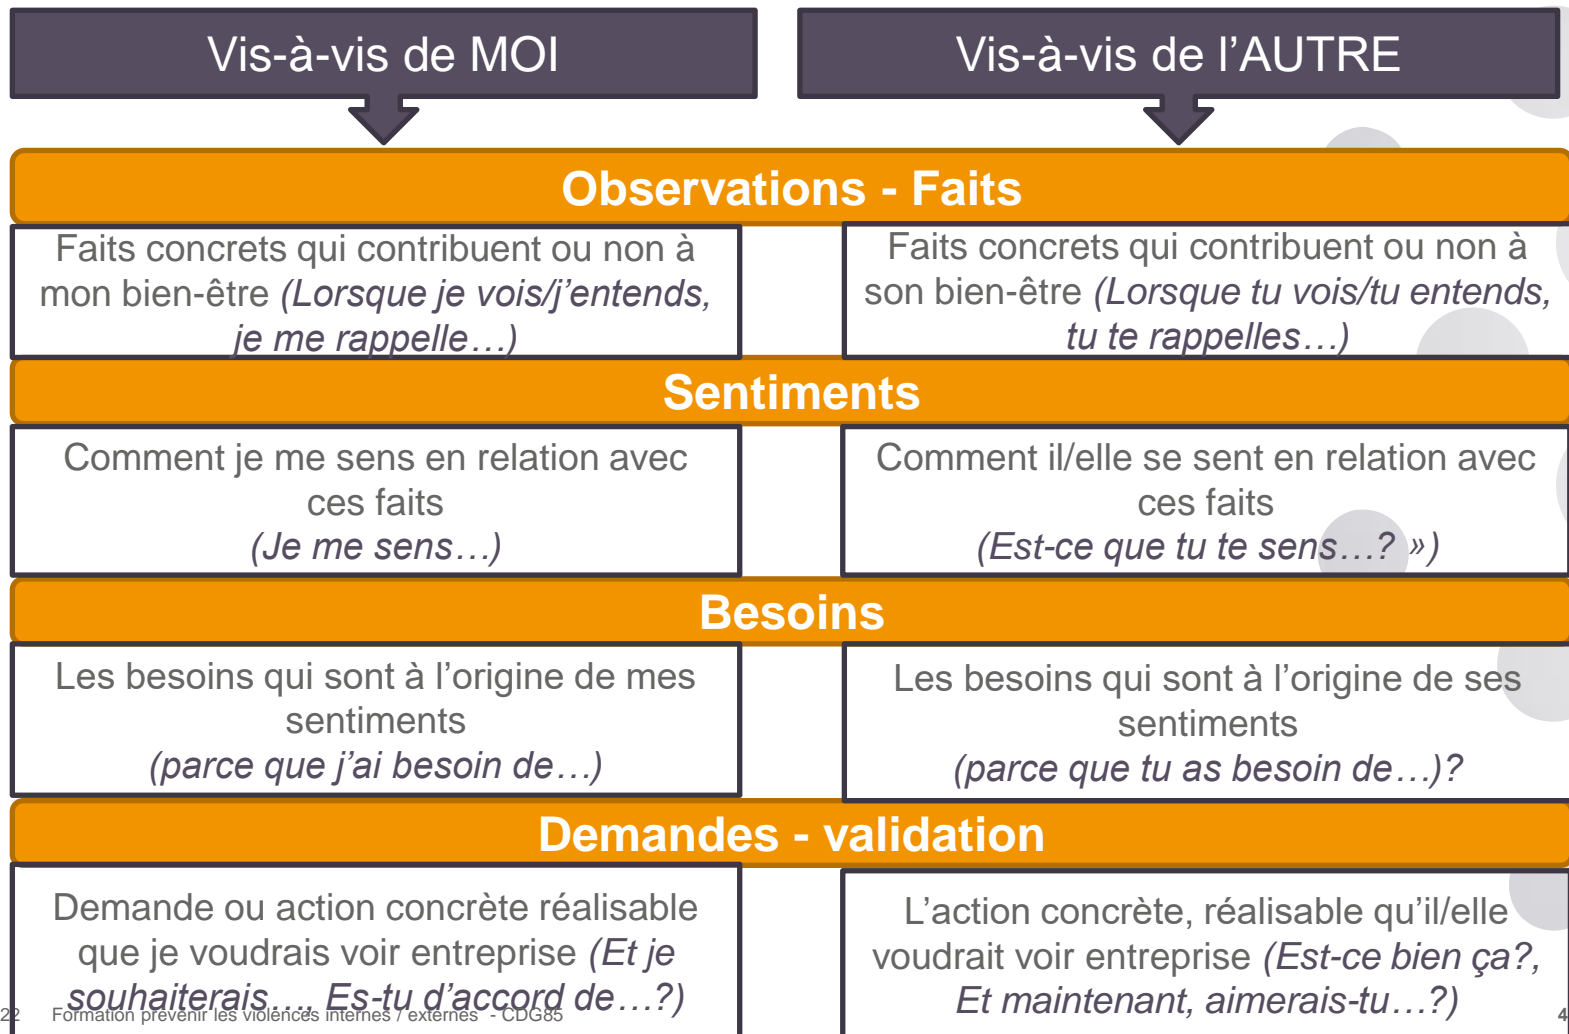 Vis-à-vis de MOI
Vis-à-vis de l’AUTRE
Observations - Faits
Faits concrets qui contribuent ou non à
mon bien-être (Lorsque je vois/j’entends,
je me rappelle…)
Faits concrets qui contribuent ou non à
son bien-être (Lorsque tu vois/tu entends,
tu te rappelles…)
Sentiments
Comment je me sens en relation avec
ces faits
(Je me sens…)
Comment il/elle se sent en relation avec
ces faits
(Est-ce que tu te sens…? »)
Besoins
Les besoins qui sont à l’origine de mes
sentiments
(parce que j’ai besoin de…)
Les besoins qui sont à l’origine de ses
sentiments
(parce que tu as besoin de…)?
Demandes - validation
Demande ou action concrète réalisable
que je voudrais voir entreprise (Et je
souhaiterais…, Es-tu d’accord de…?)
L’action concrète, réalisable qu’il/elle
voudrait voir entreprise (Est-ce bien ça?,
Et maintenant, aimerais-tu…?)
22 Formation prévenir les violences internes / externes - CDG85
4